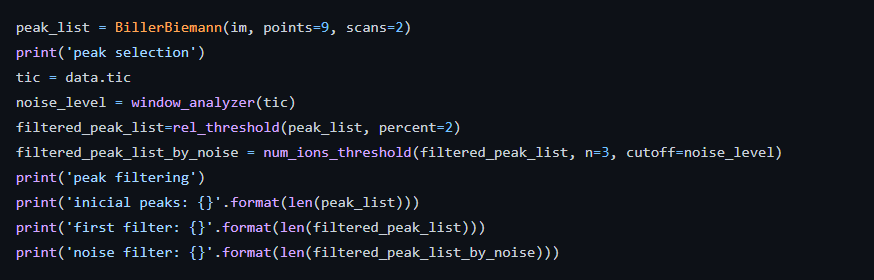 peak_list = BillerBiemann(im, points=9, scans=2)
print('peak selection')
tic = data.tic
noise_level = window_analyzer(tic)
filtered_peak_list=rel_threshold(peak_list, percent=2)
filtered_peak_list_by_noise = num_ions_threshold(filtered_peak_list, n=3, cutoff=noise_level)
print('peak filtering')
print('inicial peaks: {}'.format(len(peak_list)))
print('first filter: {}'.format(len(filtered_peak_list)))
print('noise filter: {}'.format(len(filtered_peak_list_by_noise)))